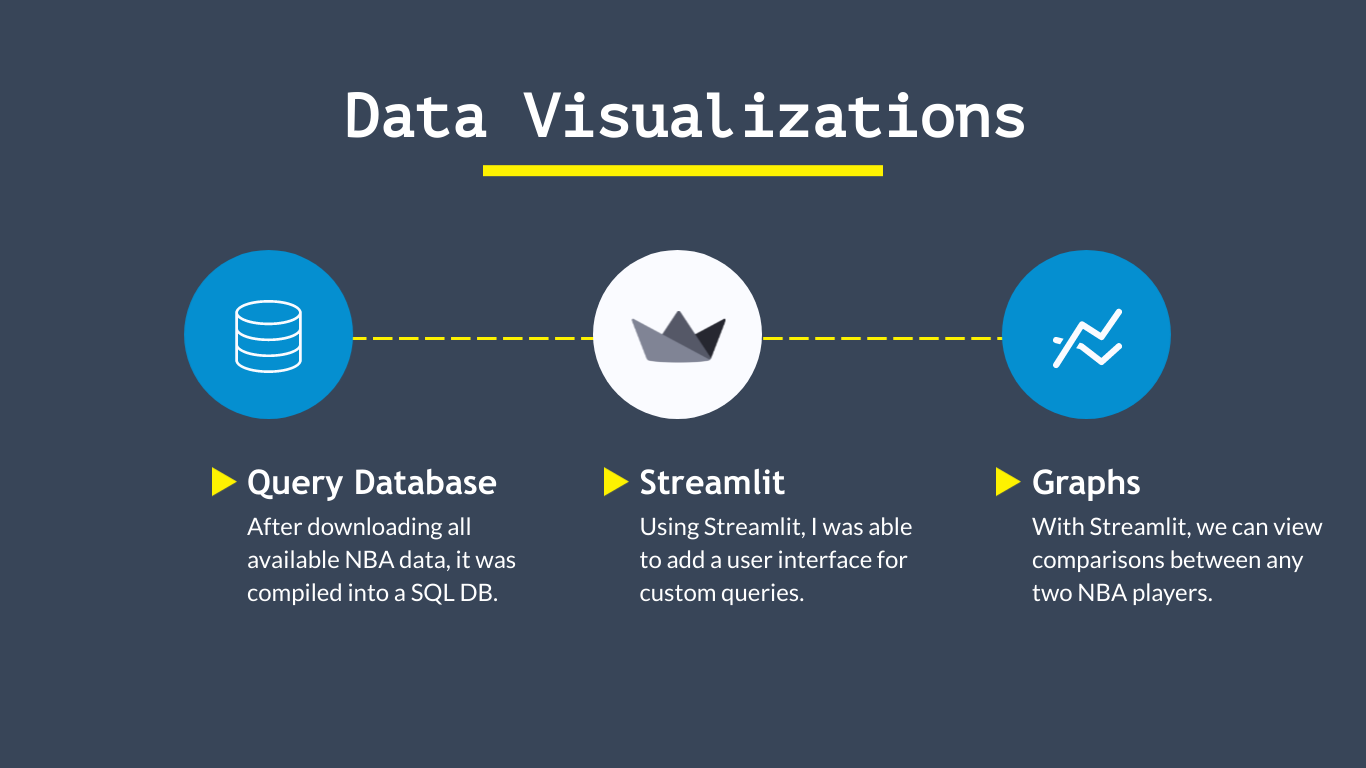 Data Visualizations
Query Database
After downloading all
available NBA data, it was
compiled into a SQL DB.
Streamlit
Using Streamlit, I was able
to add a user interface for
custom queries.
Graphs
With Streamlit, we can view
comparisons between any
two NBA players.